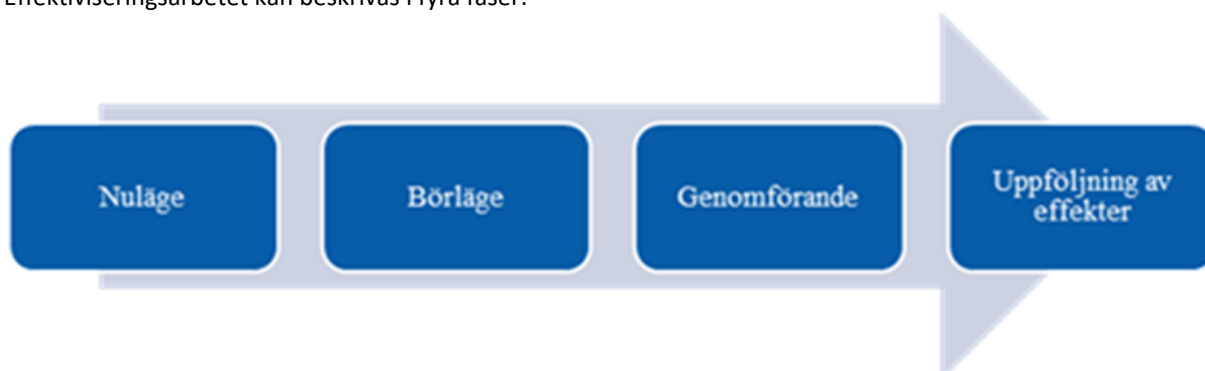 Effektiviseringsarbetet kan beskrivas i fyra faser:
Nuläge
Börläge
Genomförande
Uppföljning av
effekter